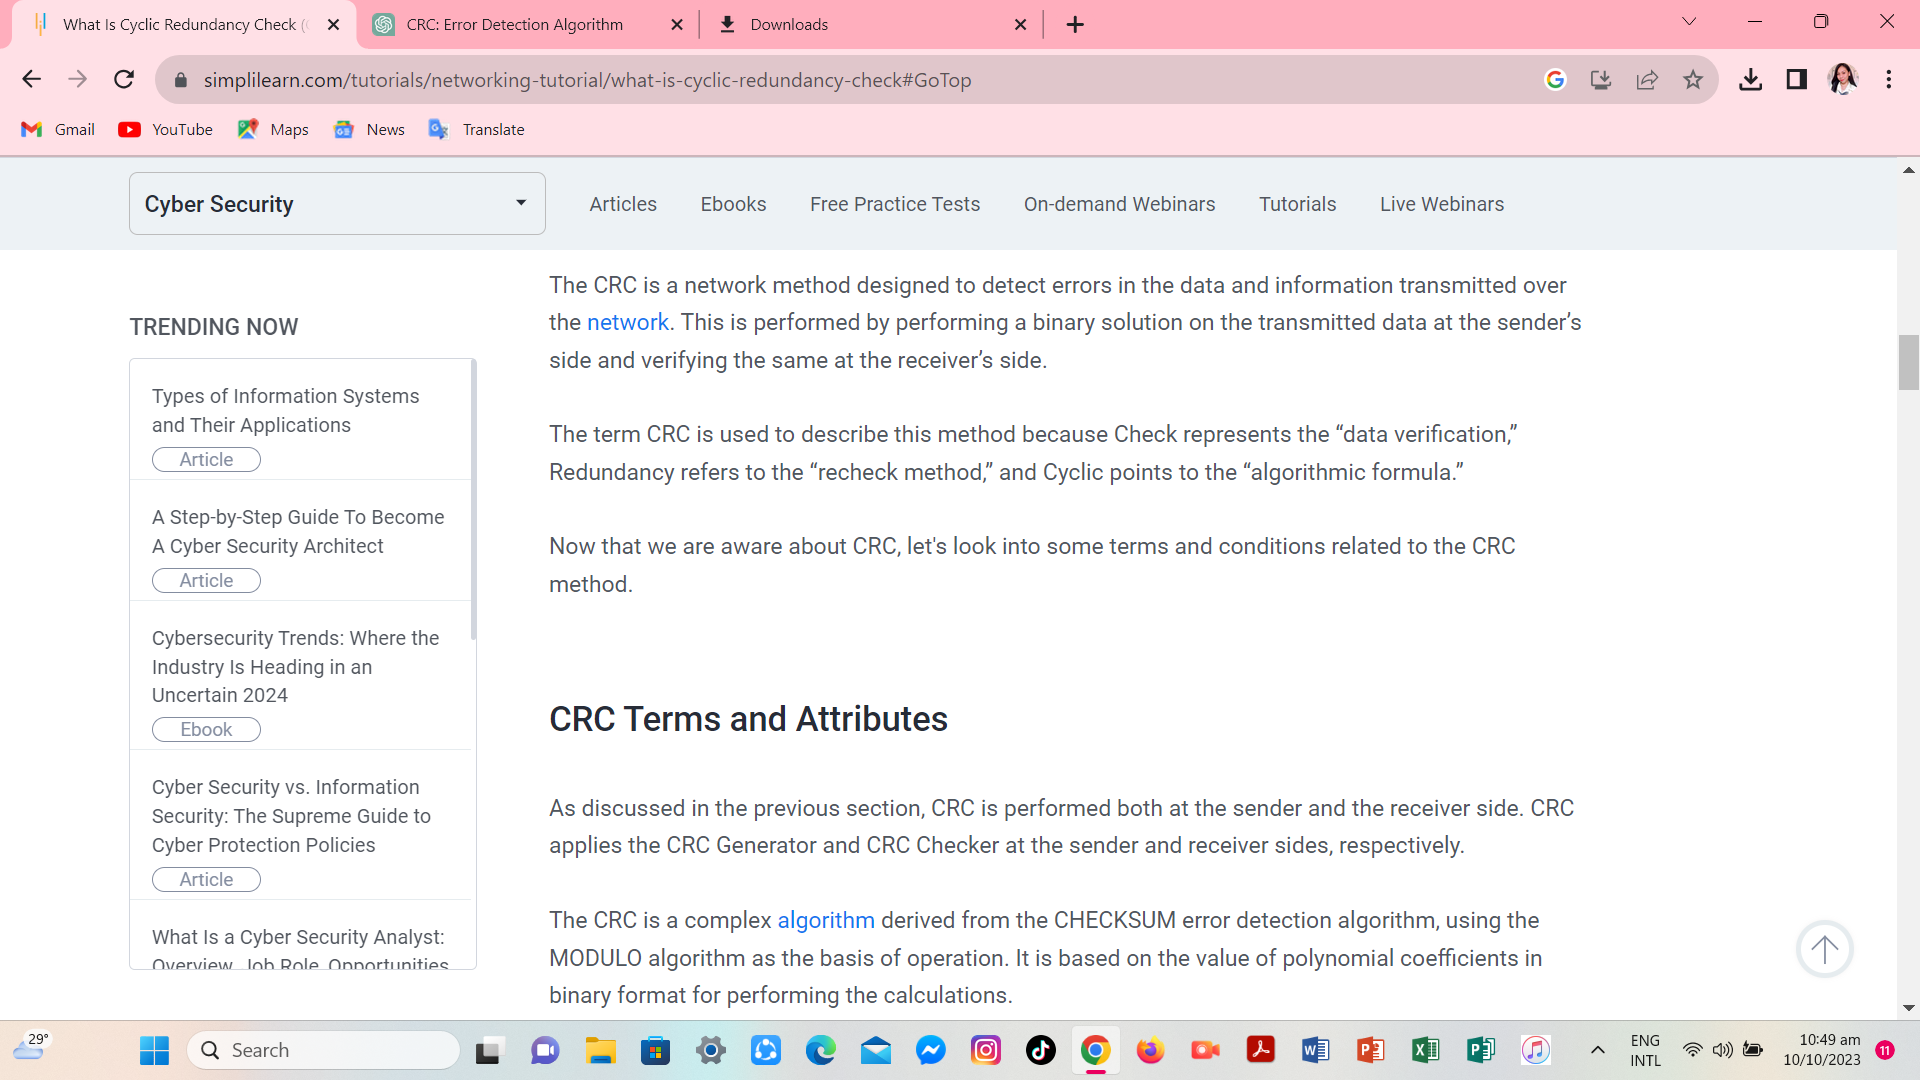 What Is Cyclic Redundancy Check (
CRC: Error Detection Algorithm
Downloads
simplilearn.com/tutorials/networking-tutorial/what-is-cyclic-redundancy-check#GoTop
Gmail
YouTube
Maps
News
Translate
Cyber Security
Articles
Ebooks
Free Practice Tests
On-demand Webinars
Tutorials
Live Webinars
TRENDING NOW
Types of Information Systems
and Their Applications
Article
A Step-by-Step Guide To Become
A Cyber Security Architect
Article
Cybersecurity Trends: Where the
Industry Is Heading in an
Uncertain 2024
Ebook
Cyber Security vs. Information
Security: The Supreme Guide to
Cyber Protection Policies
Article
What Is a Cyber Security Analyst:
Overview, Job Role, Opportunities
The CRC is a network method designed to detect errors in the data and information transmitted over
the network. This is performed by performing a binary solution on the transmitted data at the sender’s
side and verifying the same at the receiver’s side.
The term CRC is used to describe this method because Check represents the “data verification,”
Redundancy refers to the “recheck method,” and Cyclic points to the “algorithmic formula.”
Now that we are aware about CRC, let's look into some terms and conditions related to the CRC
method.
CRC Terms and Attributes
As discussed in the previous section, CRC is performed both at the sender and the receiver side. CRC
applies the CRC Generator and CRC Checker at the sender and receiver sides, respectively.
The CRC is a complex algorithm derived from the CHECKSUM error detection algorithm, using the
MODULO algorithm as the basis of operation. It is based on the value of polynomial coefficients in
binary format for performing the calculations.
29°
Search
ENG
INTL
10:49 am
10/10/2023
11